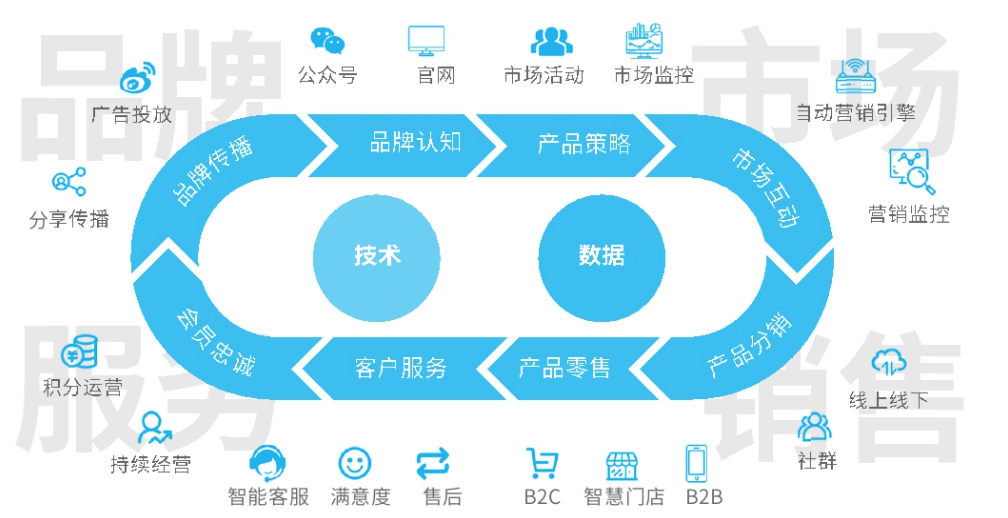 品牌
市场
公众号
官网
市场活动
市场监控
广告投放
自动营销引擎
分享传播
营销监控
品牌传播
品牌认知
产品策略
市场互动
技术
数据
会员忠诚
客户服务
产品零售
产品分销
服务
销售
积分运营
线上线下
持续经营
社群
智能客服
满意度
售后
B2C
智慧门店
B2B